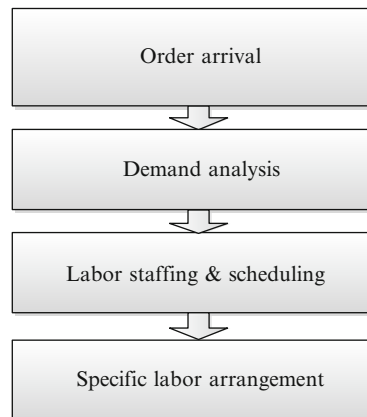 Order arrival
Demand analysis
Labor staffing & scheduling
Specific labor arrangement